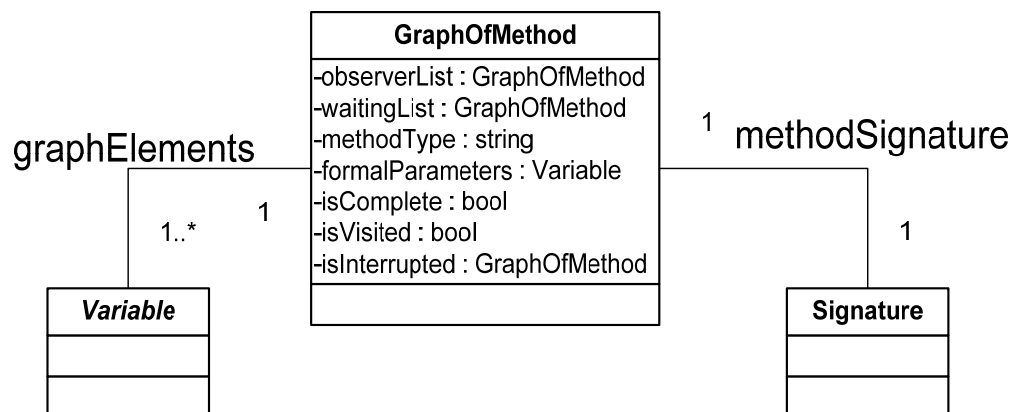 GraphOfMethod
-observerList : GraphOfMethod
-waitingList : GraphOfMethod
-methodType : string
-formalParameters : Variable
-isComplete : bool
-isVisited : bool
-isInterrupted : GraphOfMethod
graphElements
1..*
1
1
methodSignature
1
Variable
Signature